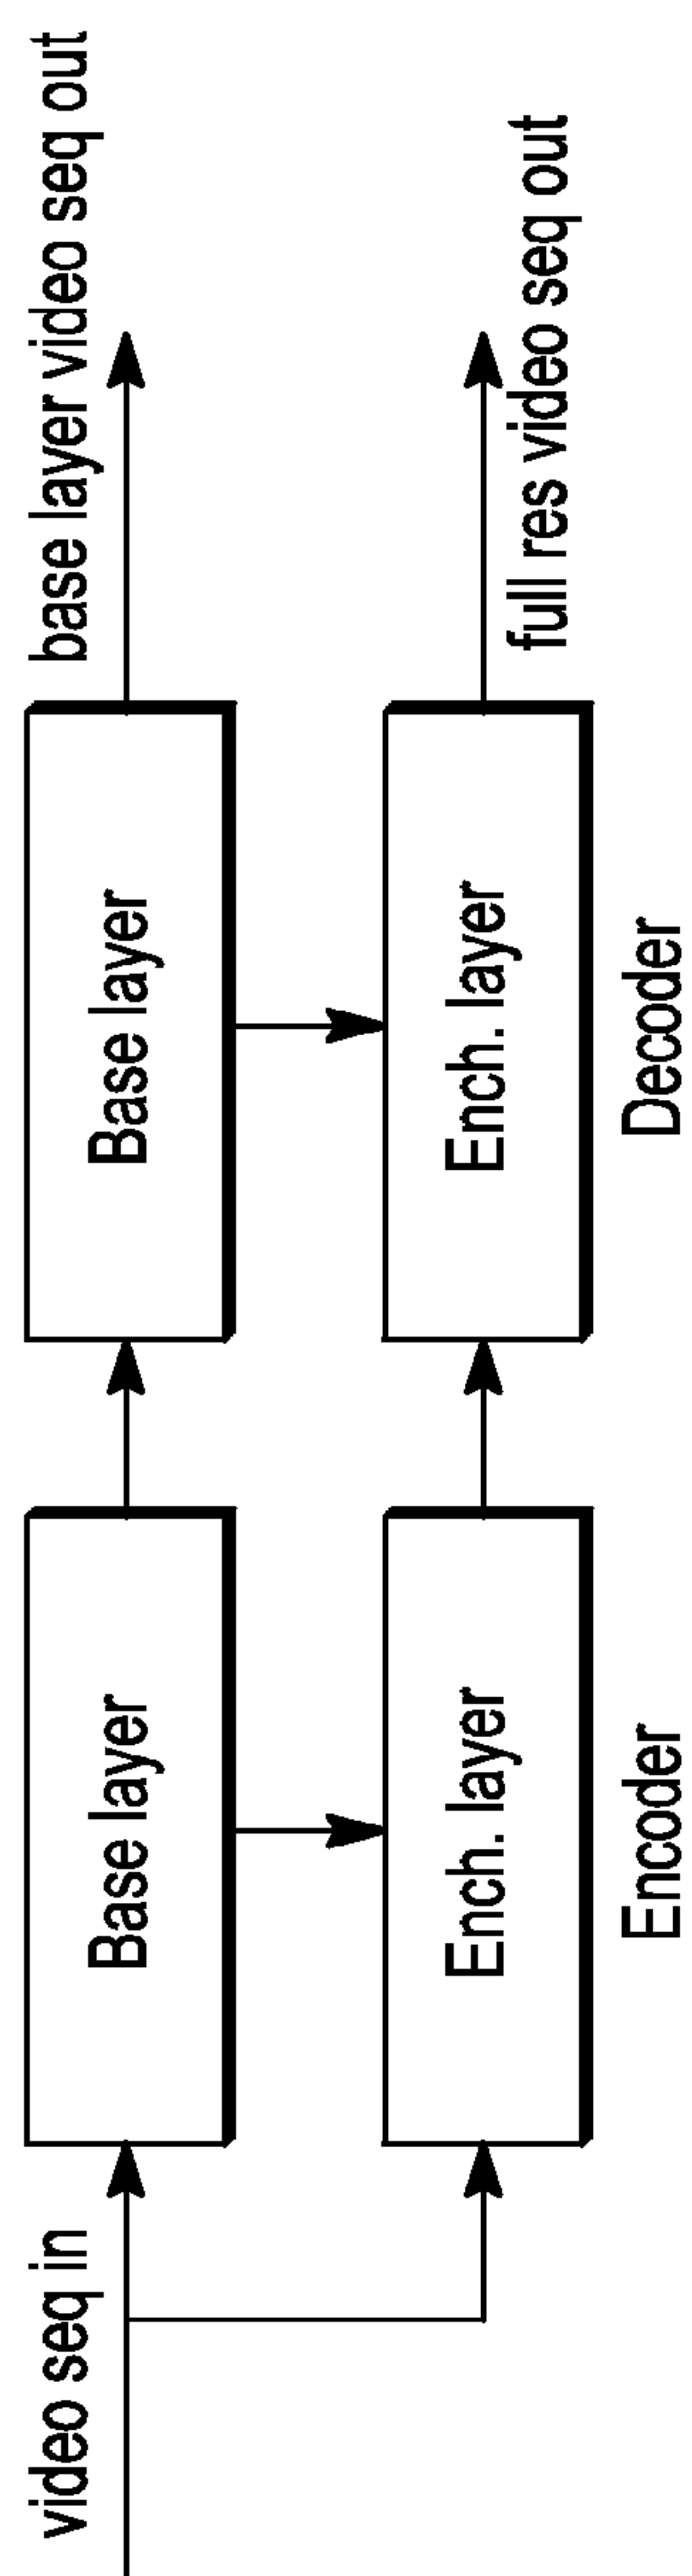 video seq in
Base layer
Base layer
base layer video seq out
Ench. layer
Ench. layer
full res video seq out
Encoder
Decoder